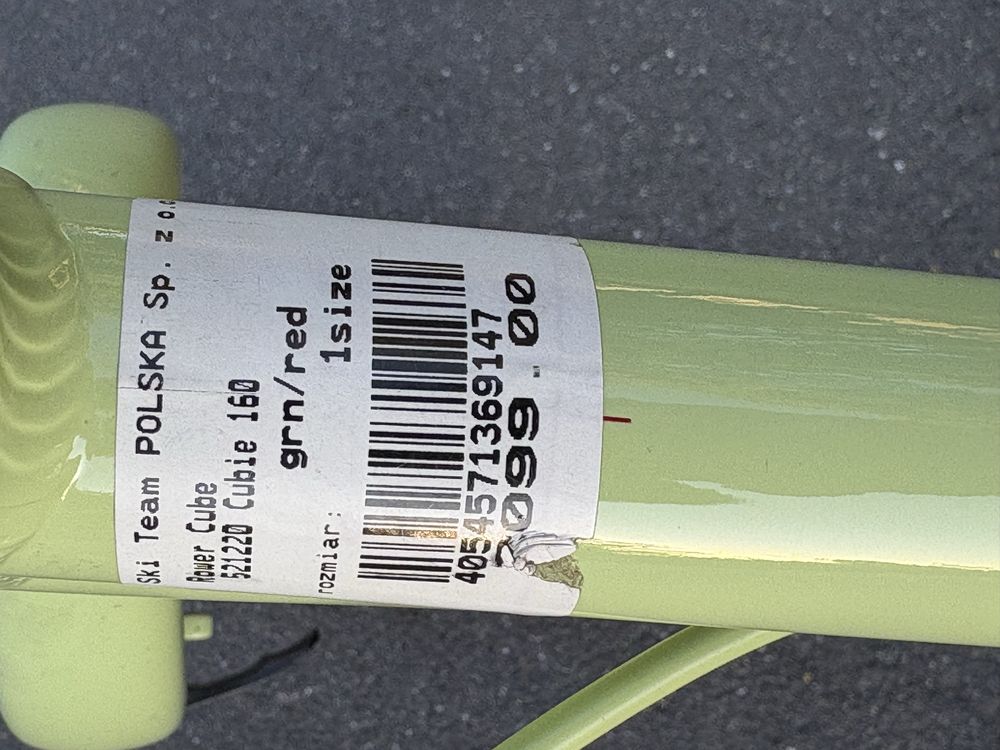 Ski Team POLSKA Sp. z o.o
Rower Cube
521220 Cubie 160
grn/red
rozmiar: 1size
4054571369147
099.00